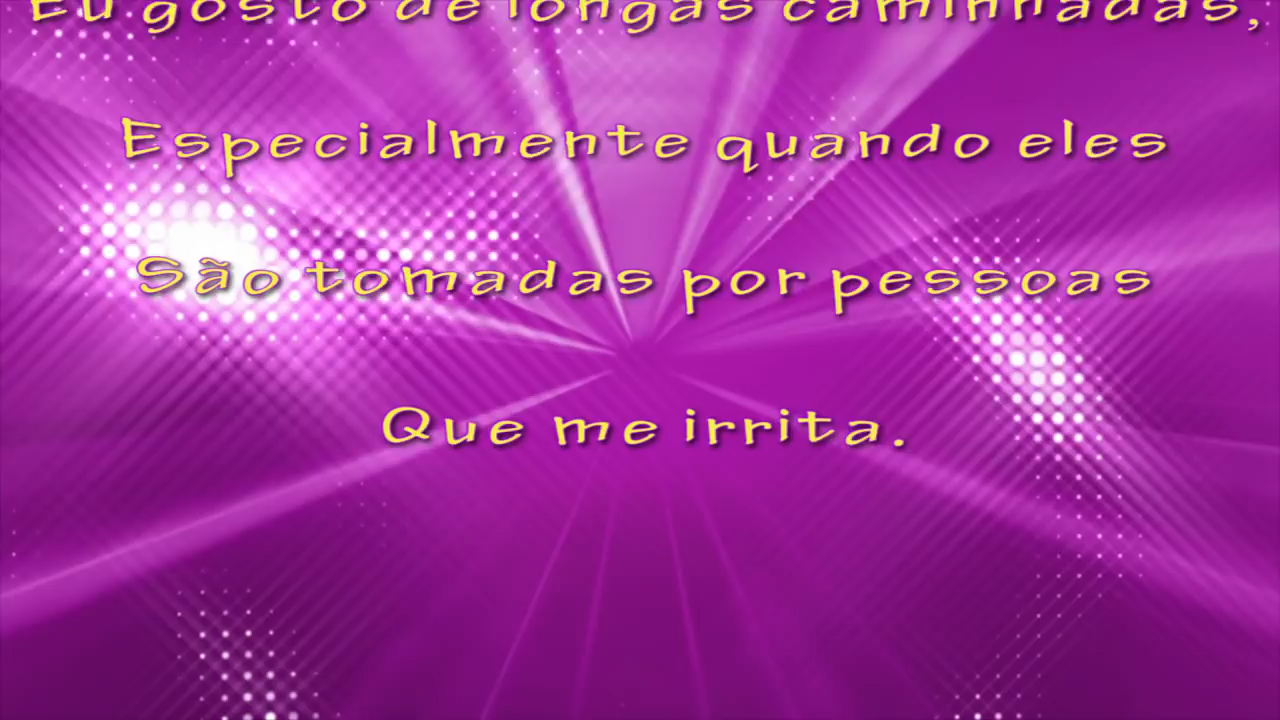 Eu gosto de longas caminhadas,
Especialmente quando eles
São tomadas por pessoas
Que me irrita.